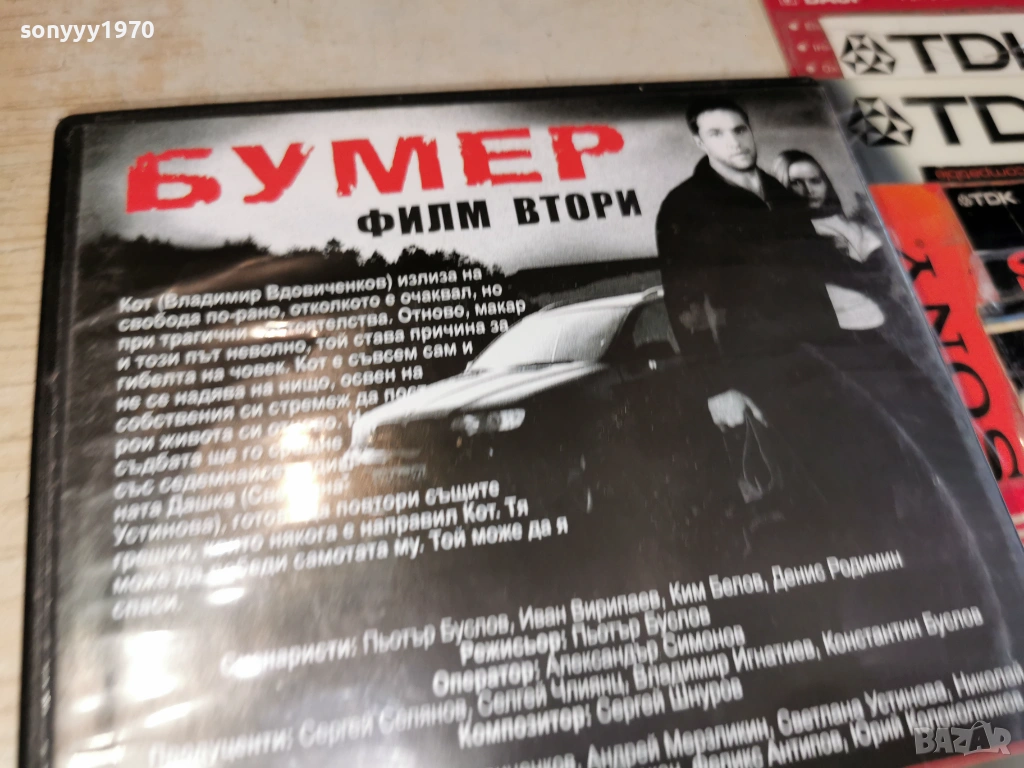 sonyyy1970
TDK
TDK
TDK
SONY
БУМЕР
ФИЛМ ВТОРИ
Кот (Владимир Вдовиченков) излиза на
свобода по-рано, отколкото е очаквал, но
при трагични обстоятелства. Отново, макар
и този път неволно, той става причина за
гибелта на човек. Кот е съвсем сам и
не се надява на нищо, освен на
собствения си стремеж да
рои живота си
съдбата ще го
със
ната Дашка
Устинова), повтори същите
грешки, някога е направил Кот. Тя
може да самотата му. Той може да я
спаси.
Сценаристи: Пьотър Буслов, Иван Вирипаев, Ким Белов, Денис Родимин
Режисьор: Пьотър Буслов
Оператор: Александър Симонов
Продуценти: Сергей Селянов, Сергей Члиянц, Владимир Игнатиев, Константин Буслов
Композитор: Сергей Шнуров
Андрей Мерзликин, Светлана Устинова, Николай
Антипов, Юрий
BAZAR